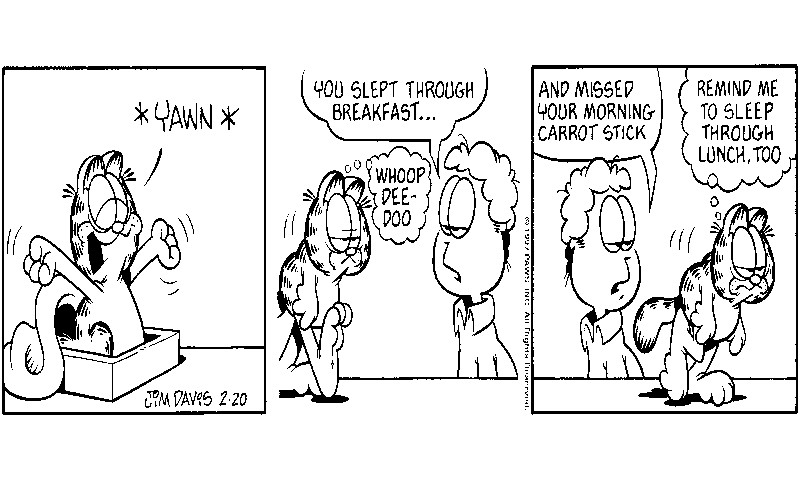 *YAWN*
JIM DAVIS 2-20
YOU SLEPT THROUGH
BREAKFAST...
WHOOP
DEE-
DOO
AND MISSED
YOUR MORNING
CARROT STICK
REMIND ME
TO SLEEP
THROUGH
LUNCH, TOO